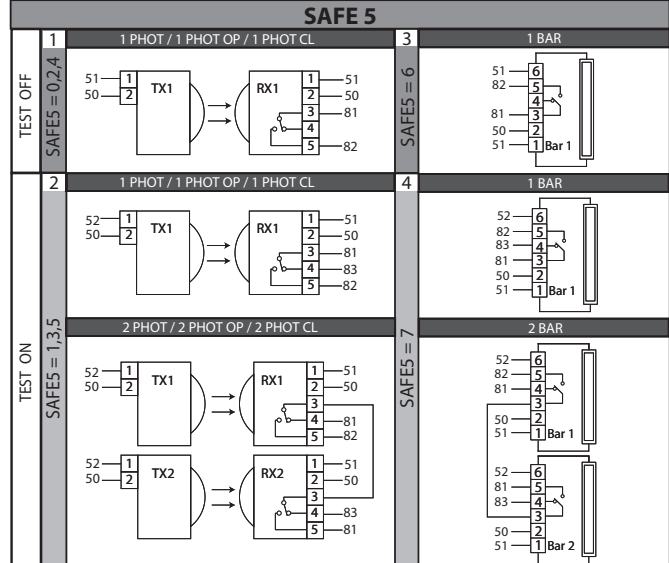 SAFE 5
1
1 PHOT / 1 PHOT OP / 1 PHOT CL
3
1 BAR
TEST OFF
SAFE5 = 0,2,4
51 1 TX1 RX1 1 51
50 2 2 50
3 81
4
5 82
SAFE5 = 6
51 6
82 5
4
81 3
50 2
51 1 Bar 1
2
1 PHOT / 1 PHOT OP / 1 PHOT CL
4
1 BAR
TEST ON
SAFE5 = 1,3,5
52 1 TX1 RX1 1 51
50 2 2 50
3 81
4 83
5 82
SAFE5 = 7
52 6
82 5
83 4
81 3
50 2
51 1 Bar 1
2 PHOT / 2 PHOT OP / 2 PHOT CL
2 BAR
52 1 TX1 RX1 1 51
50 2 2 50
3
4 81
5 82
52 1 TX2 RX2 1 51
50 2 2 50
3
4 83
5 81
52 6
82 5
81 4
3
50 2
51 1 Bar 1
52 6
81 5
83 4
3
50 2
51 1 Bar 2